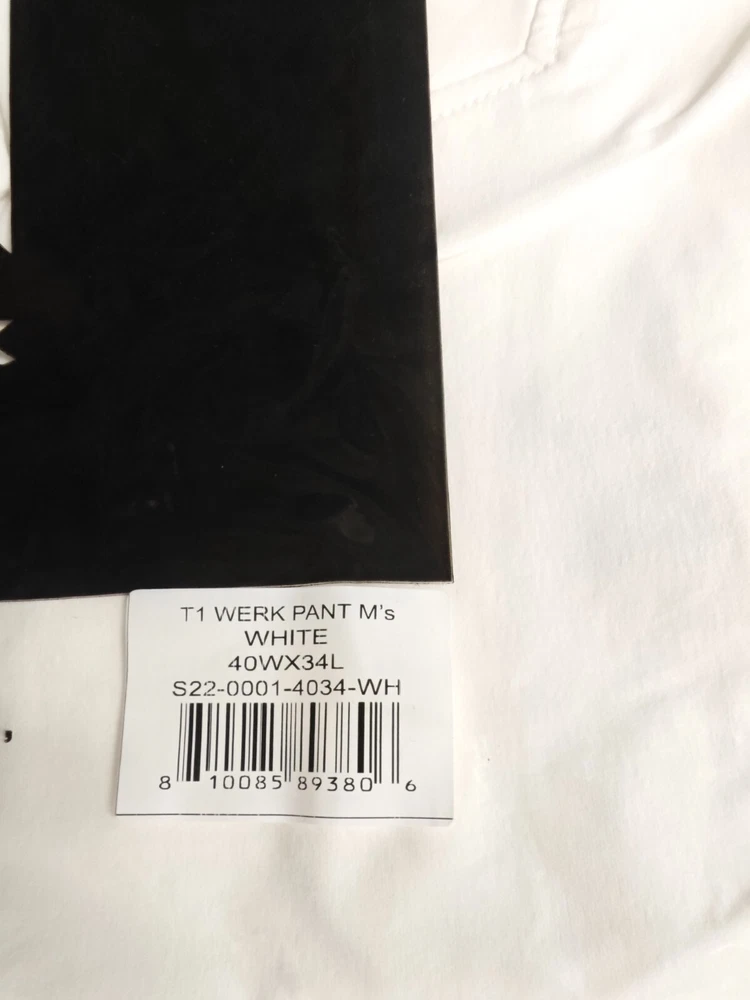 T1 WERK PANT M's
WHITE
40WX34L
S22-0001-4034-WH
8 10085 89380 6